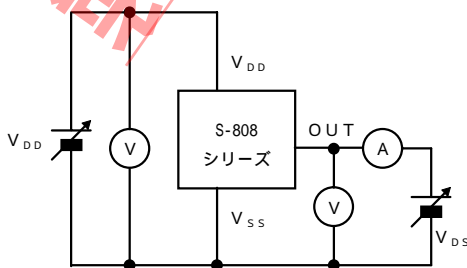 V DD
V DD
V
S-808
シリーズ
OUT
A
V
V SS
V DS